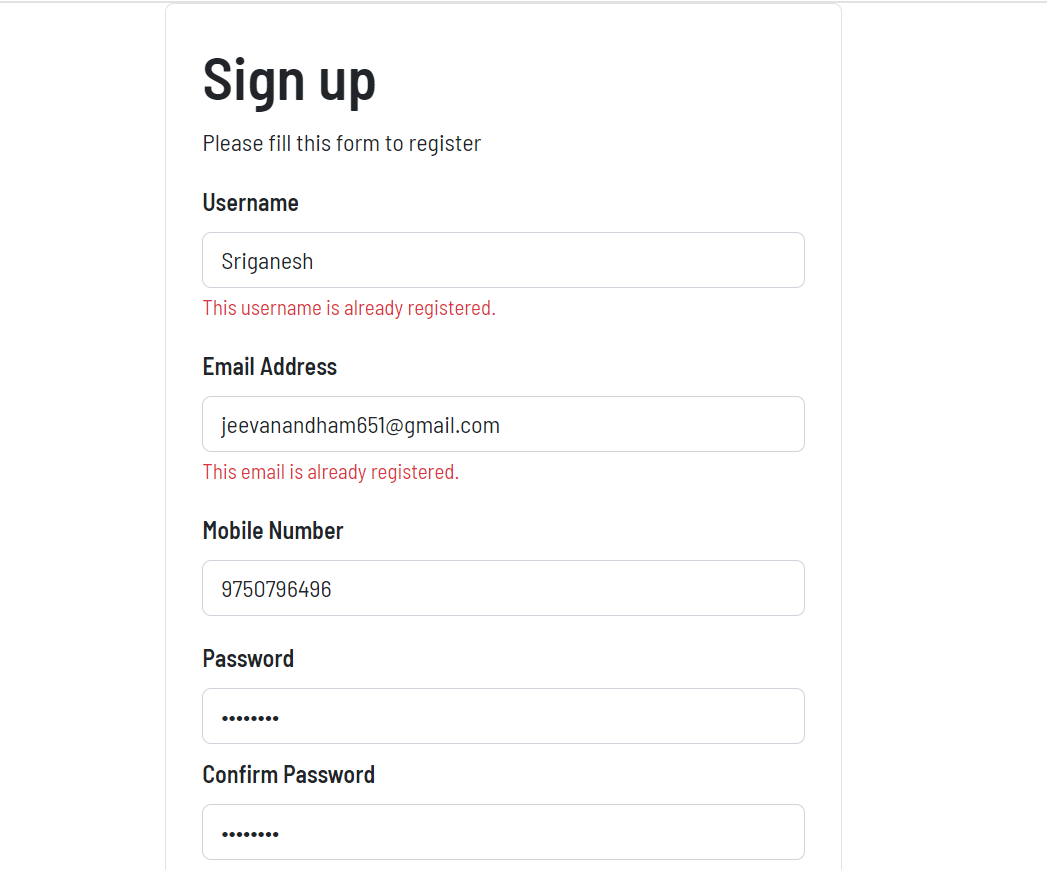 Sign up
Please fill this form to register
Username
Sriganesh
This username is already registered.
Email Address
jeevanandham651@gmail.com
This email is already registered.
Mobile Number
9750796496
Password
••••••••
Confirm Password
••••••••